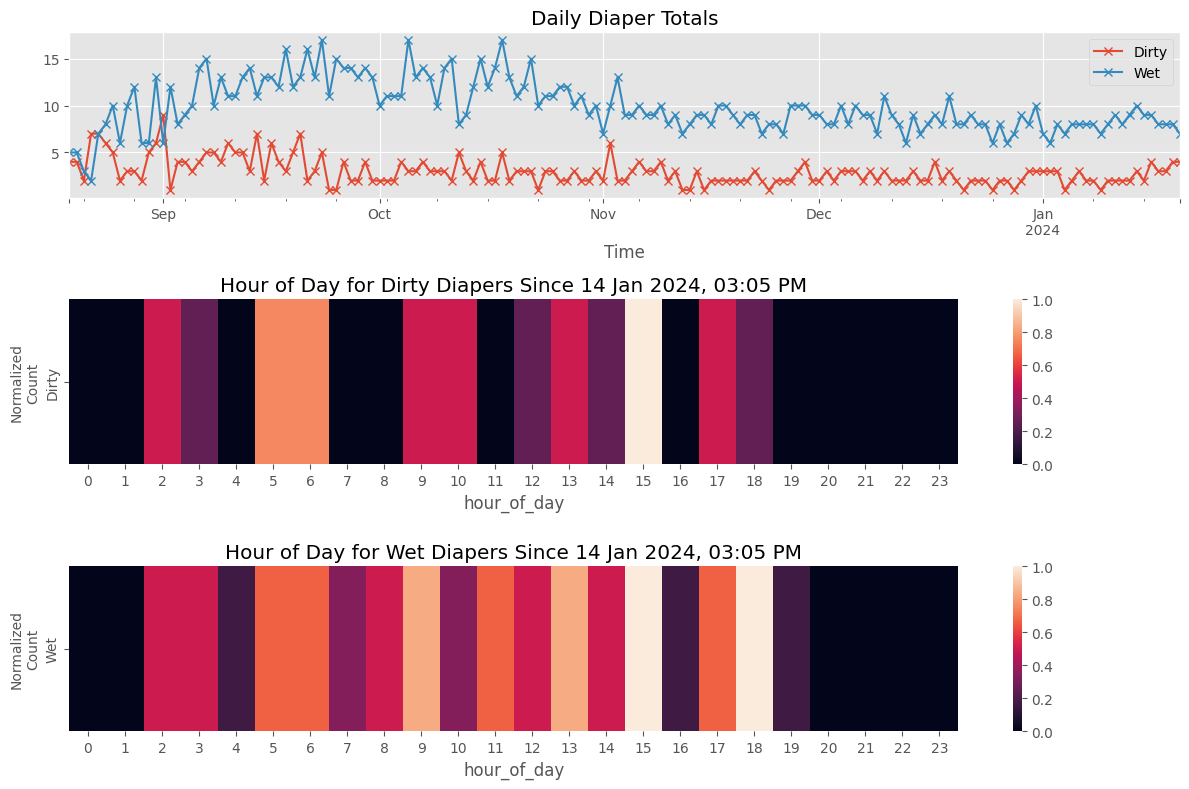 Daily Diaper Totals
15
10
5
Dirty
Wet
Sep Oct Nov Dec Jan
2024
Time
Hour of Day for Dirty Diapers Since 14 Jan 2024, 03:05 PM
Normalized
Count
Dirty
0 1 2 3 4 5 6 7 8 9 10 11 12 13 14 15 16 17 18 19 20 21 22 23
hour_of_day
1.0
0.8
0.6
0.4
0.2
0.0
Hour of Day for Wet Diapers Since 14 Jan 2024, 03:05 PM
Normalized
Count
Wet
0 1 2 3 4 5 6 7 8 9 10 11 12 13 14 15 16 17 18 19 20 21 22 23
hour_of_day
1.0
0.8
0.6
0.4
0.2
0.0